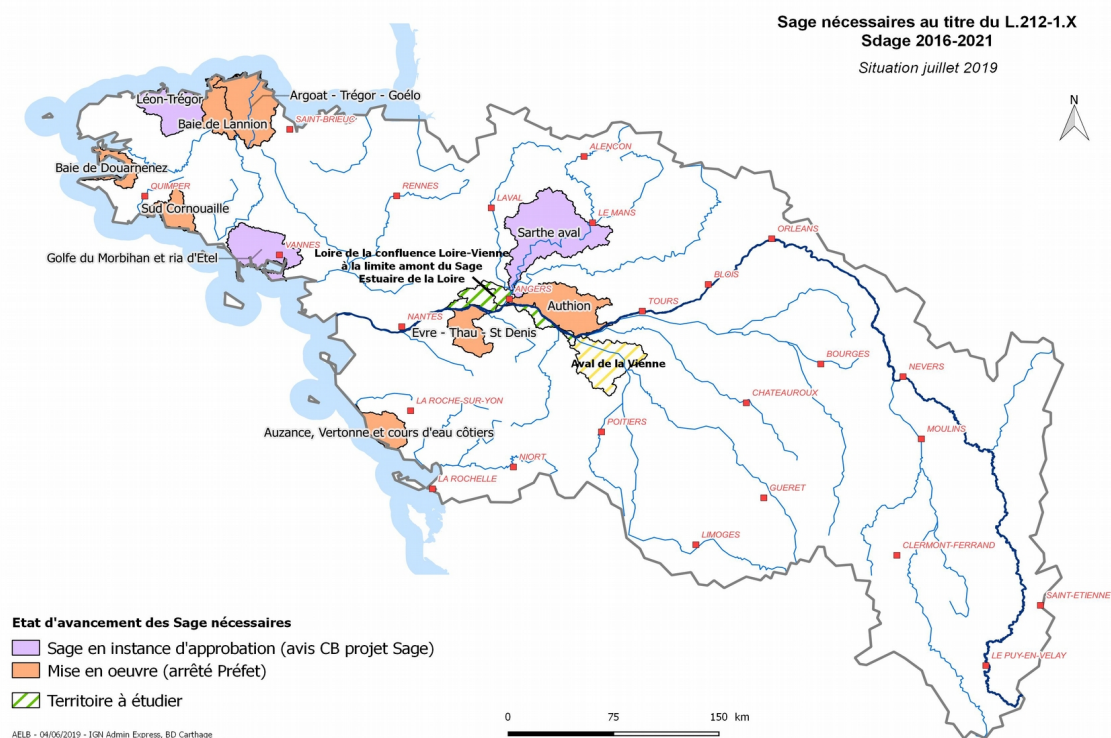 Sage nécessaires au titre du L.212-1.X
Sdage 2016-2021
Situation juillet 2019
N
Léon-Trégor
Argoat - Trégor - Goélo
Baie de Lannion
SAINT-BRIEUC
Baie de Douarnenez
QUIMPER
Sud Cornouaille
RENNES
LAVAL
ALENCON
LE MANS
Sarthe aval
Golfe du Morbihan et ria d'Etel
VANNES
Loire de la confluence Loire-Vienne
à la limite amont du Sage
Estuaire de la Loire
ANGERS
ORLEANS
BLOIS
TOURS
Authion
NANTES
Evre - Thau - St Denis
Aval de la Vienne
BOURGES
NEVERS
CHATEAUROUX
LA ROCHE-SUR-YON
Auzance, Vertonne et cours d'eau côtiers
POITIERS
MOULINS
NIORT
LA ROCHELLE
GUERET
LIMOGES
CLERMONT-FERRAND
SAINT-ETIENNE
LE PUY-EN-VELAY
Etat d'avancement des Sage nécessaires
Sage en instance d'approbation (avis CB projet Sage)
Mise en oeuvre (arrêté Préfet)
Territoire à étudier
0 75 150 km
AELB - 04/06/2019 - IGN Admin Express, BD Carthage